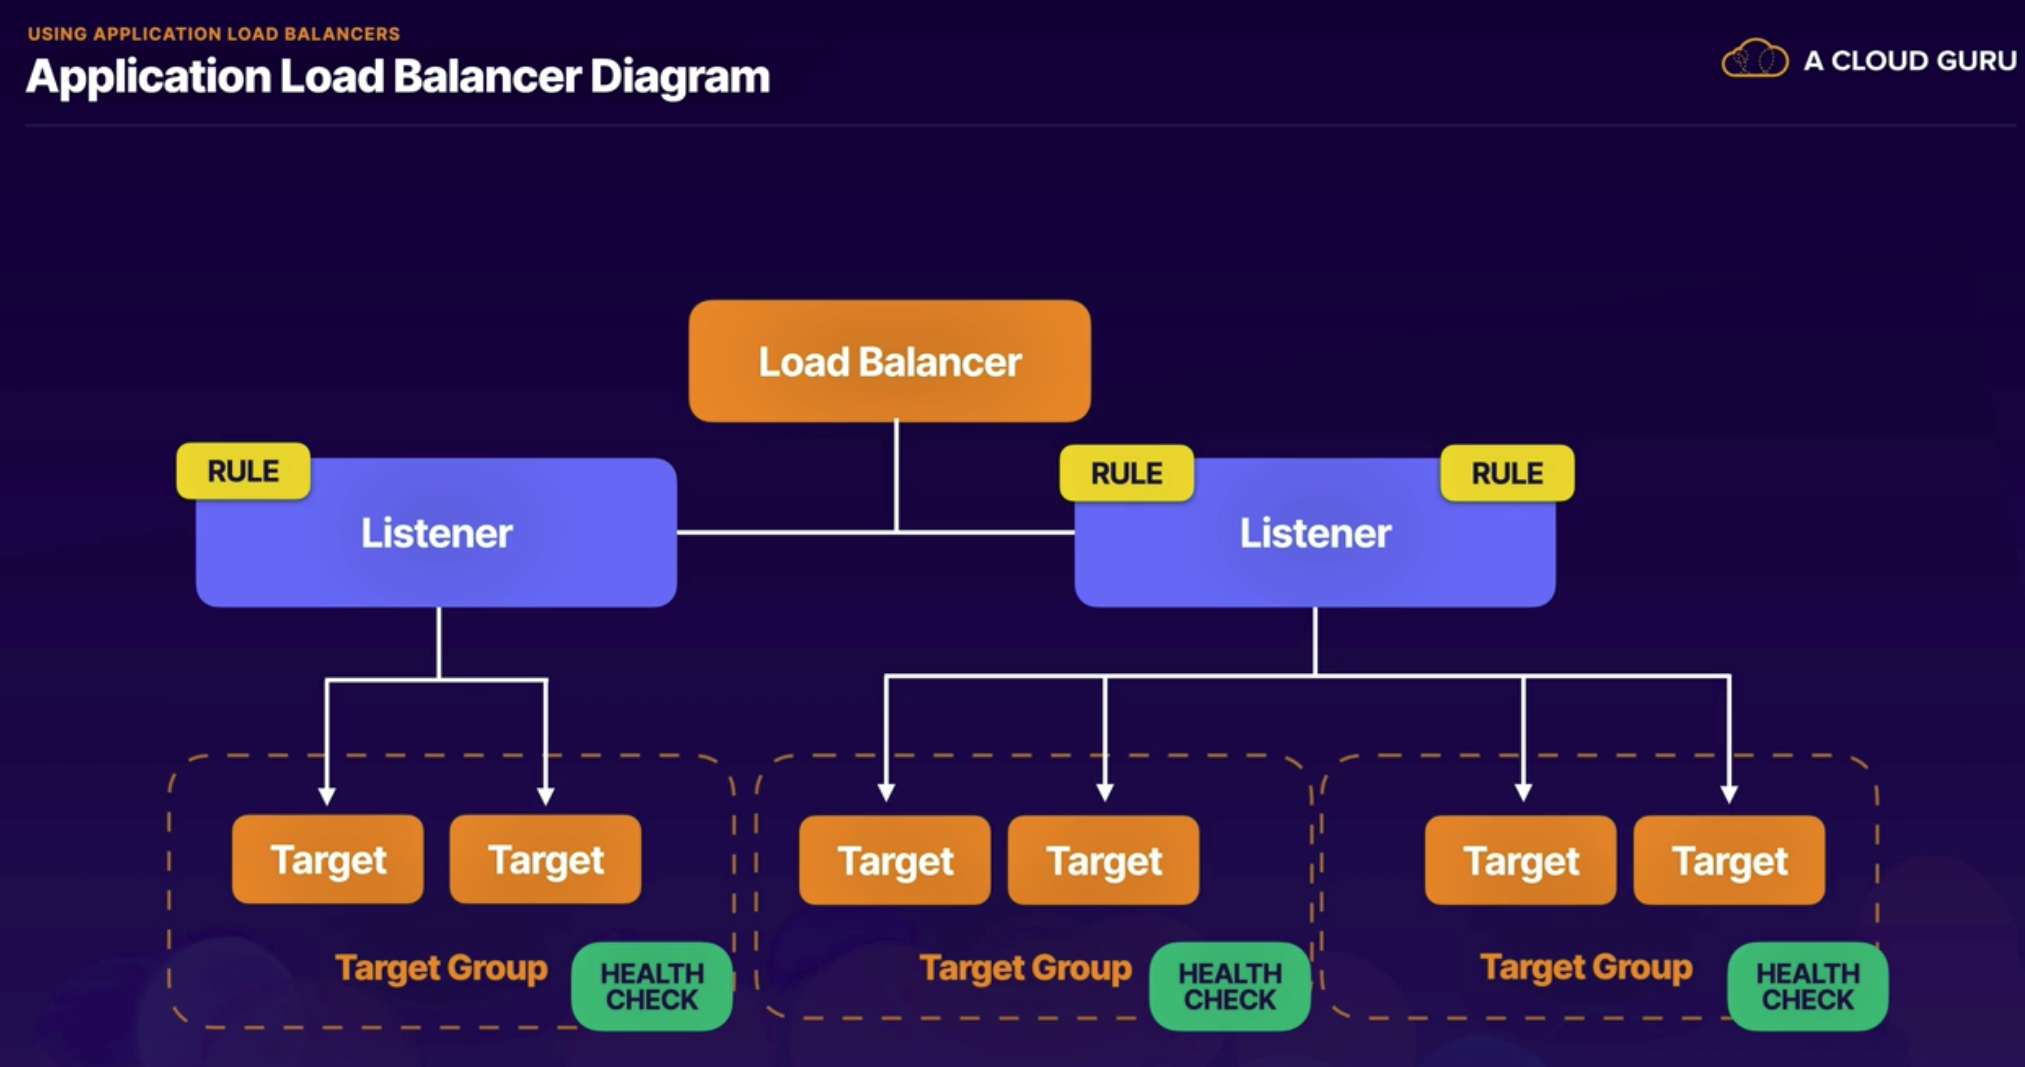 USING APPLICATION LOAD BALANCERS
Application Load Balancer Diagram
A CLOUD GURU
Load Balancer
RULE
Listener
RULE
RULE
Listener
Target
Target
Target
Target
Target
Target
Target Group
HEALTH
CHECK
Target Group
HEALTH
CHECK
Target Group
HEALTH
CHECK